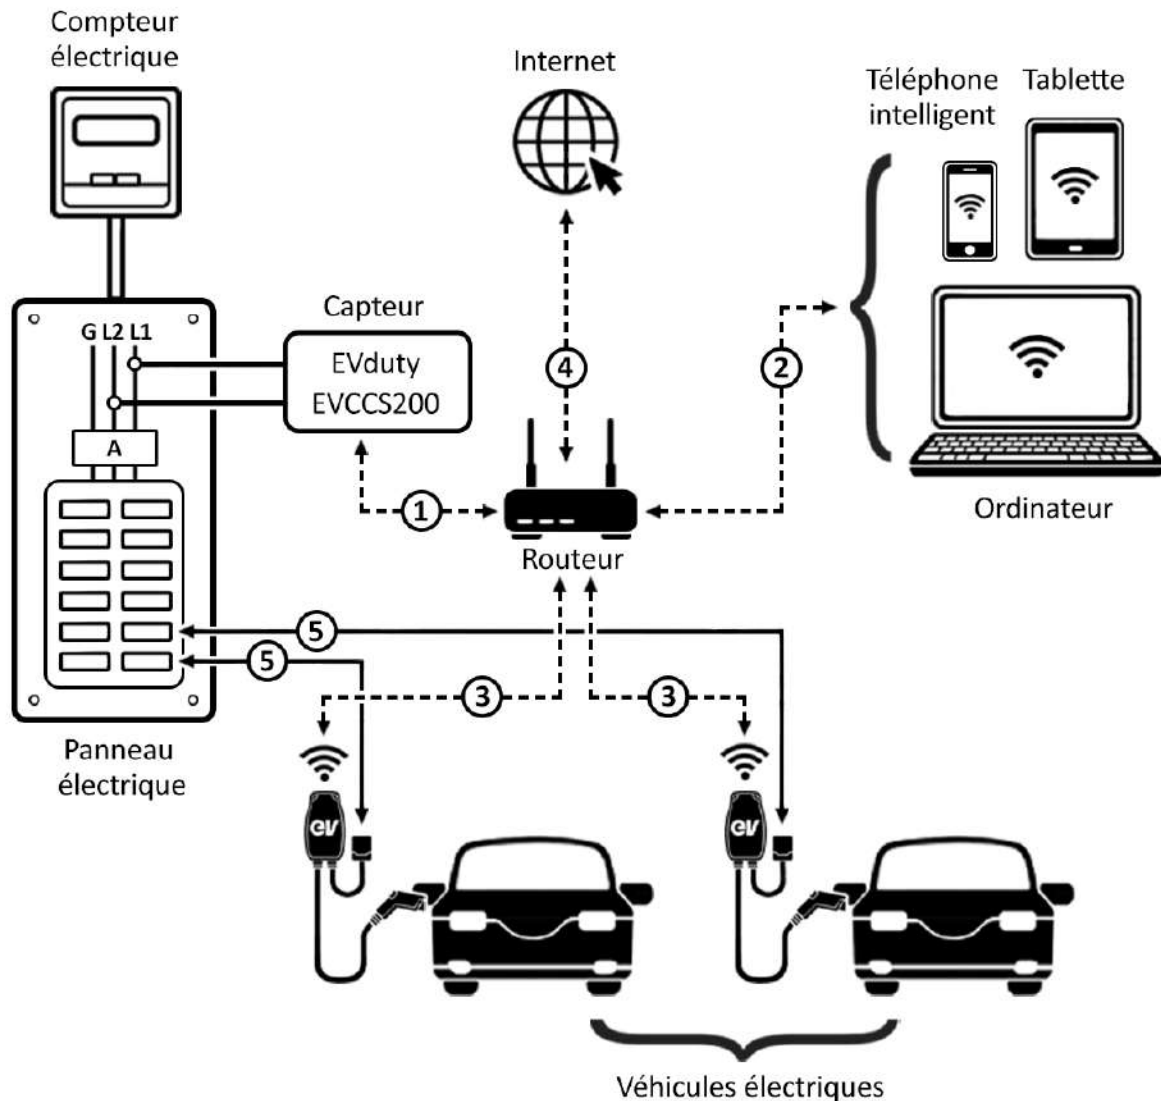 Compteur
électrique
Internet
Téléphone
intelligent
Tablette
Capteur
G L2 L1
EVduty
EVCCS200
A
4
2
1
Routeur
Ordinateur
5
5
3
3
Panneau
électrique
ev
ev
Véhicules électriques